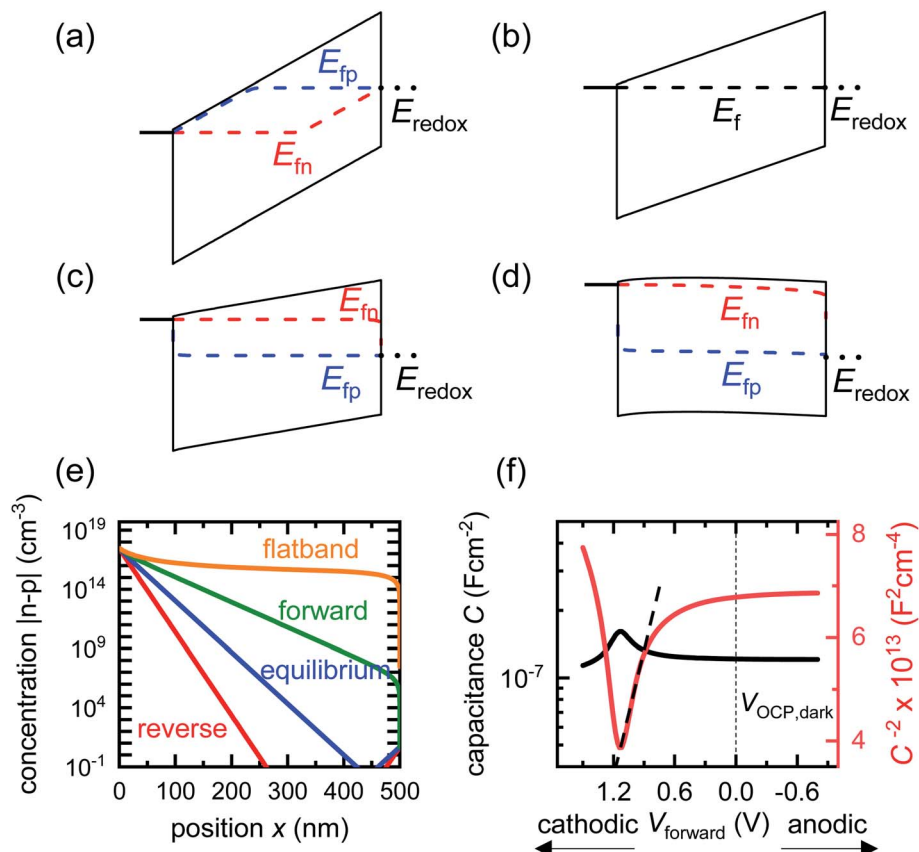 (a)
E_fp
E_fn
E_redox
(b)
E_f
E_redox
(c)
E_fn
E_fp
E_redox
(d)
E_fn
E_fp
E_redox
(e)
concentration |n-p| (cm^-3)
10^19
10^14
10^9
10^4
10^-1
flatband
forward
equilibrium
reverse
0 100 200 300 400 500
position x (nm)
(f)
capacitance C (Fcm^-2)
10^-7
V_OCP,dark
8
6
4
C^-2 x 10^13 (F^2cm^-4)
1.2 0.6 0.0 -0.6
cathodic V_forward (V) anodic